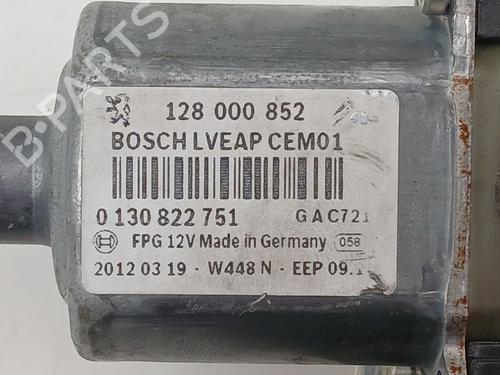 B-PARTS
128 000 852
BOSCH LVEAP CEM01
0 130 822 751 G A C721
FPG 12V Made in Germany 058
2012 03 19 - W448 N - EEP 09.